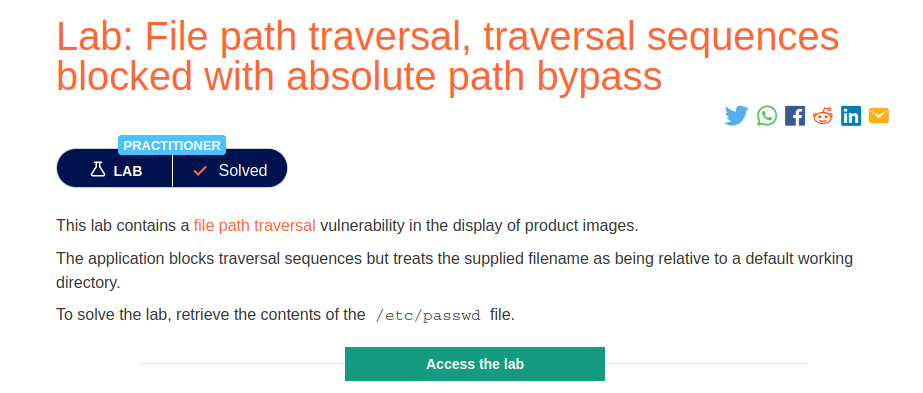 Lab: File path traversal, traversal sequences
blocked with absolute path bypass
PRACTITIONER
LAB
Solved
This lab contains a file path traversal vulnerability in the display of product images.
The application blocks traversal sequences but treats the supplied filename as being relative to a default working
directory.
To solve the lab, retrieve the contents of the /etc/passwd file.
Access the lab